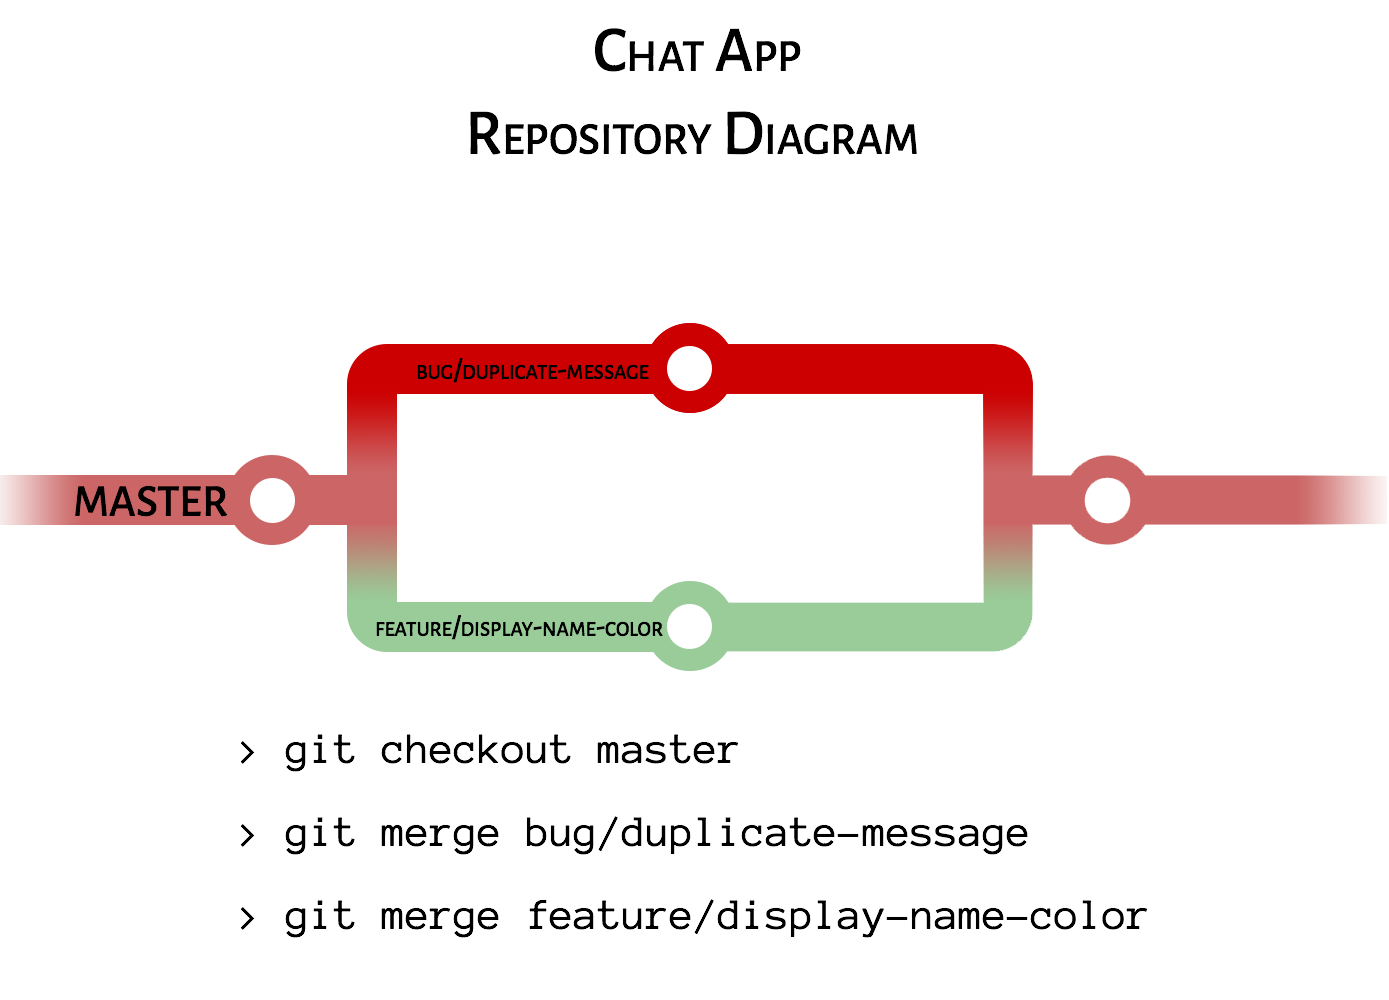 Chat App
Repository Diagram
bug/duplicate-message
MASTER
feature/display-name-color
> git checkout master
> git merge bug/duplicate-message
> git merge feature/display-name-color